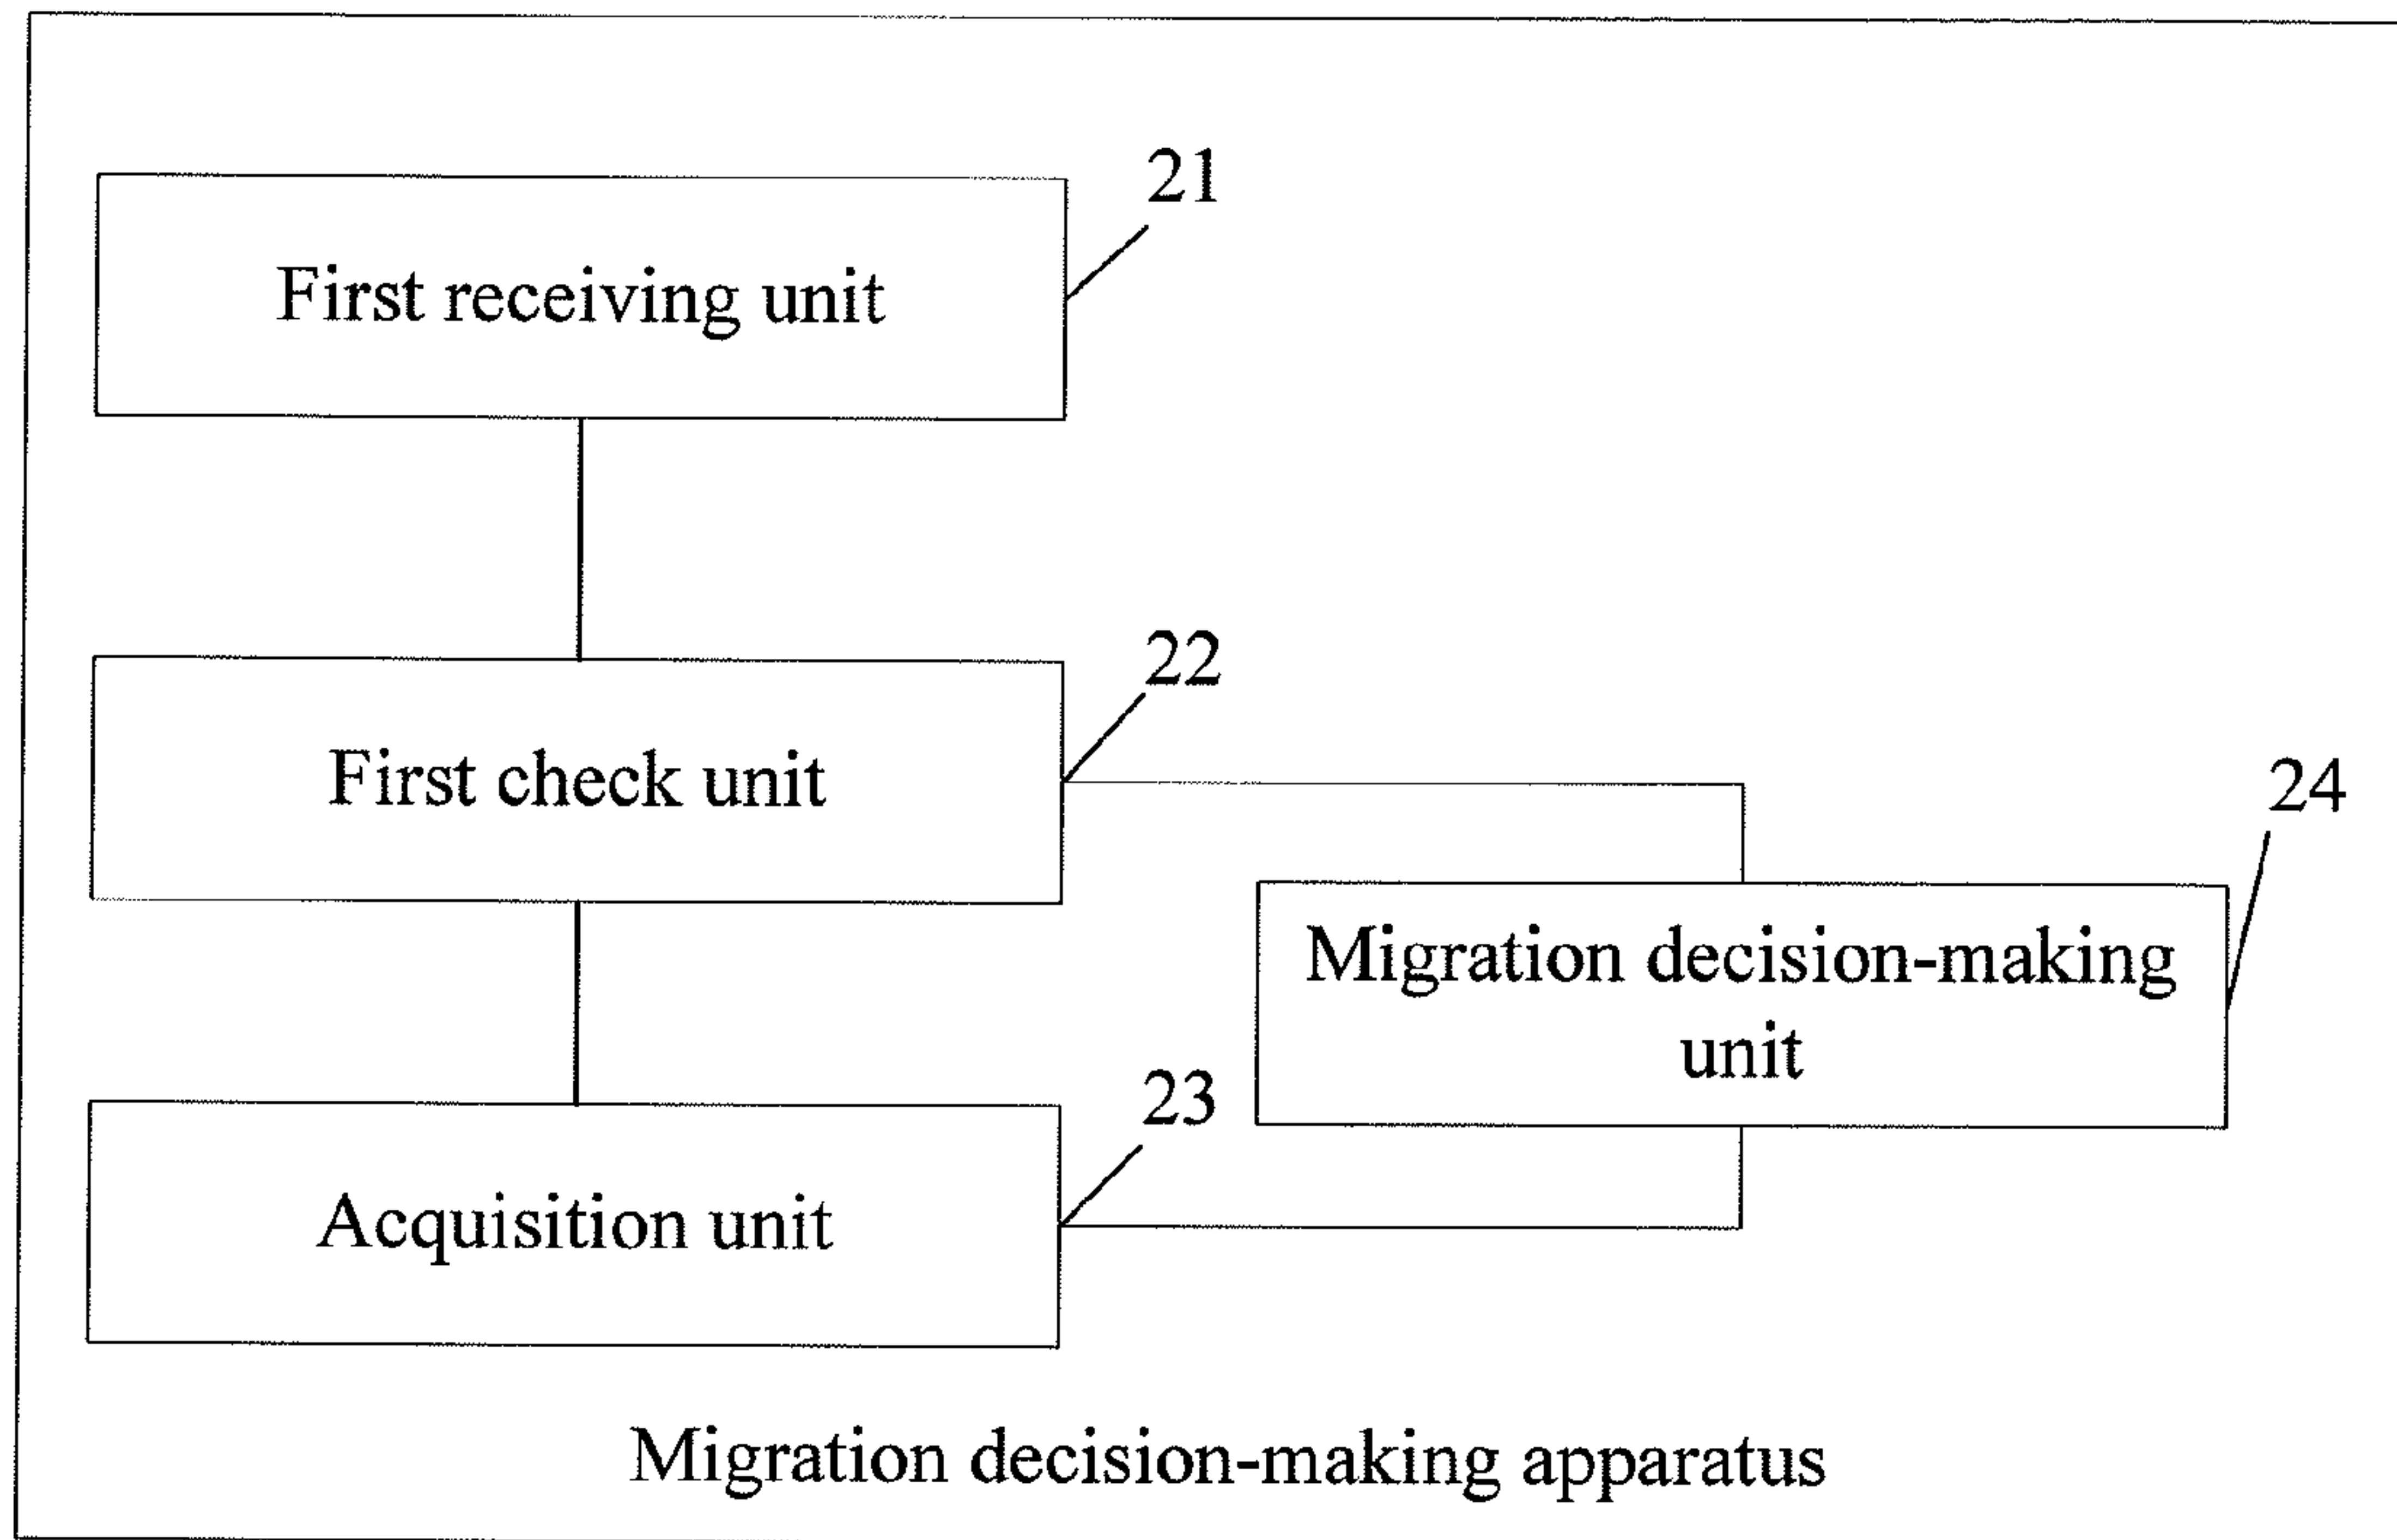 21
First receiving unit
22
First check unit
24
Migration decision-making
unit
23
Acquisition unit
Migration decision-making apparatus